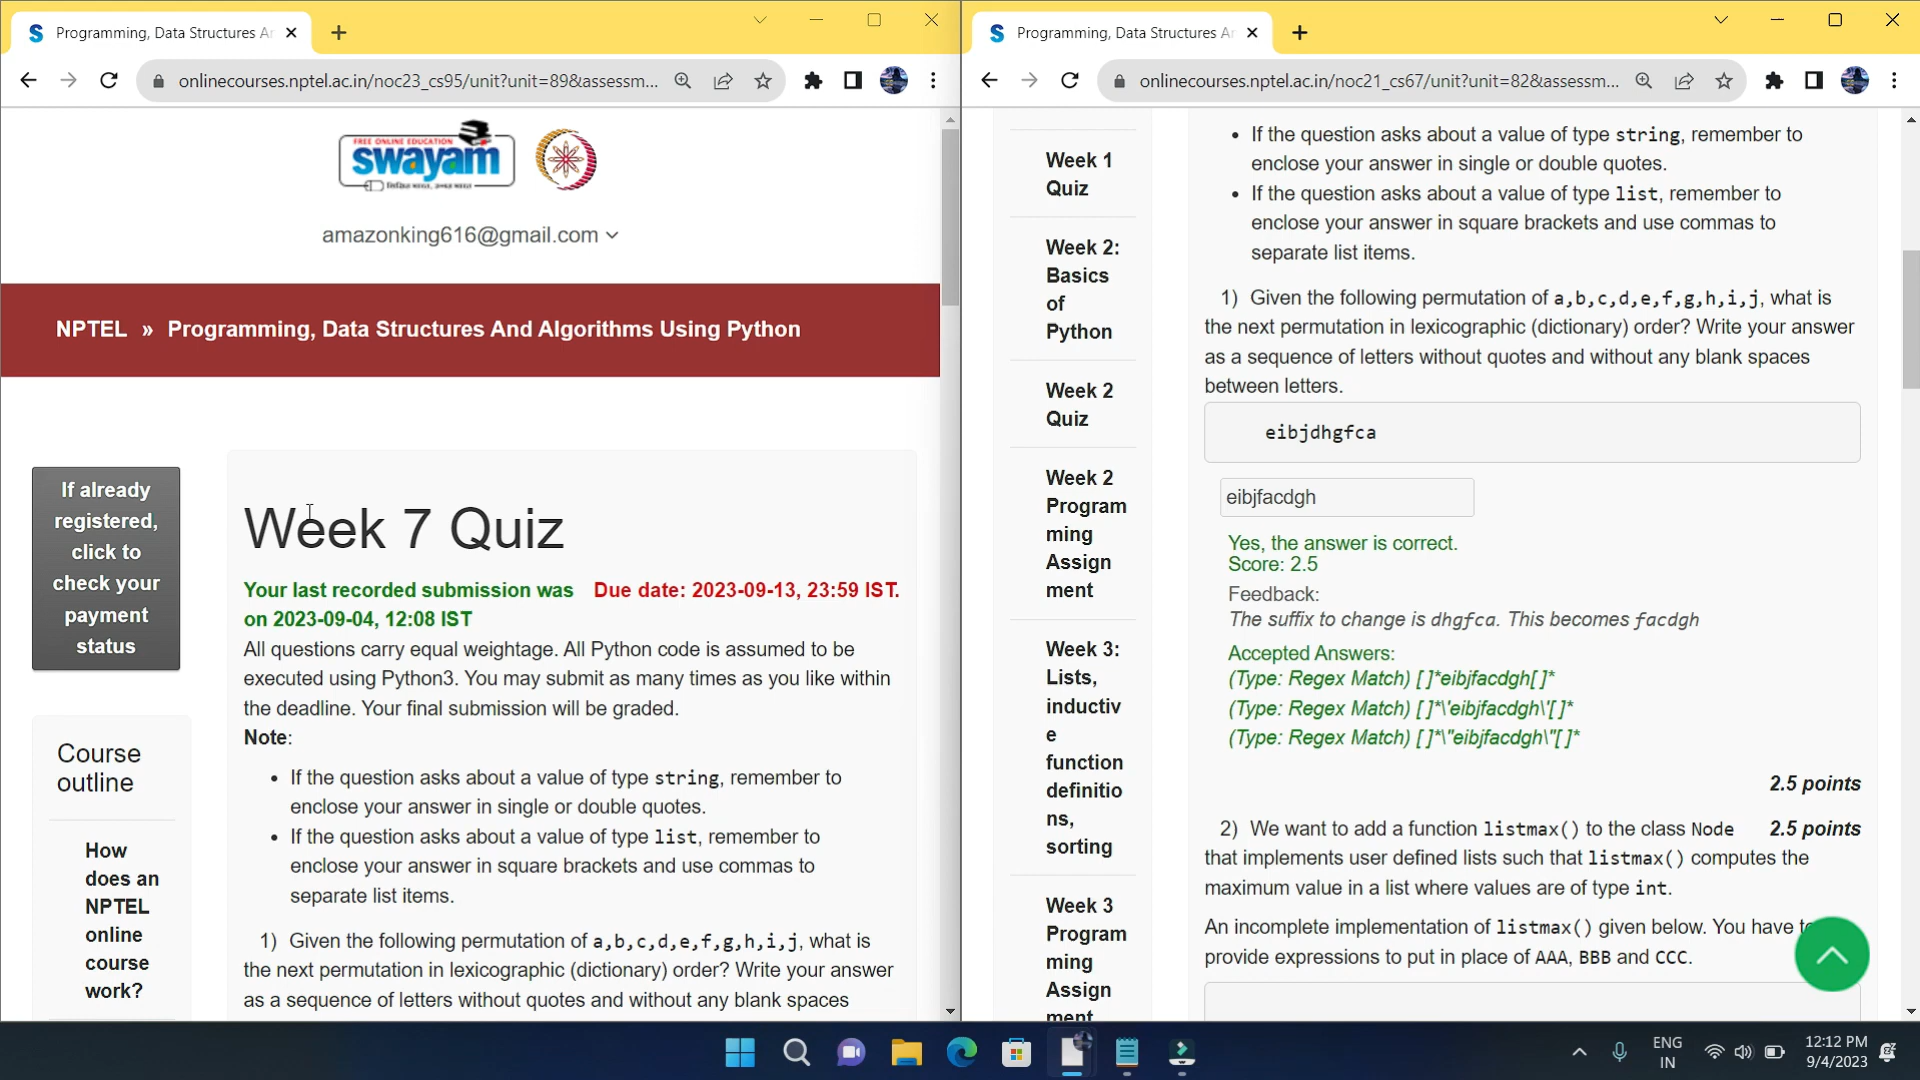 Programming, Data Structures Ar
onlinecourses.nptel.ac.in/noc23_cs95/unit?unit=89&assessm...
FREE ONLINE EDUCATION
swayam
amazonking616@gmail.com
NPTEL » Programming, Data Structures And Algorithms Using Python
If already
registered,
click to
check your
payment
status
Course
outline
How
does an
NPTEL
online
course
work?
Week 7 Quiz
Your last recorded submission was Due date: 2023-09-13, 23:59 IST.
on 2023-09-04, 12:08 IST
All questions carry equal weightage. All Python code is assumed to be
executed using Python3. You may submit as many times as you like within
the deadline. Your final submission will be graded.
Note:
• If the question asks about a value of type string, remember to
enclose your answer in single or double quotes.
• If the question asks about a value of type list, remember to
enclose your answer in square brackets and use commas to
separate list items.
1) Given the following permutation of a,b,c,d,e,f,g,h,i,j, what is
the next permutation in lexicographic (dictionary) order? Write your answer
as a sequence of letters without quotes and without any blank spaces
Programming, Data Structures Ar
onlinecourses.nptel.ac.in/noc21_cs67/unit?unit=82&assessm...
Week 1
Quiz
Week 2:
Basics
of
Python
Week 2
Quiz
Week 2
Program
ming
Assign
ment
Week 3:
Lists,
inductiv
e
function
definitio
ns,
sorting
Week 3
Program
ming
Assign
ment
• If the question asks about a value of type string, remember to
enclose your answer in single or double quotes.
• If the question asks about a value of type list, remember to
enclose your answer in square brackets and use commas to
separate list items.
1) Given the following permutation of a,b,c,d,e,f,g,h,i,j, what is
the next permutation in lexicographic (dictionary) order? Write your answer
as a sequence of letters without quotes and without any blank spaces
between letters.
eibjdhgfca
eibjfacdgh
Yes, the answer is correct.
Score: 2.5
Feedback:
The suffix to change is dhgfca. This becomes facdgh
Accepted Answers:
(Type: Regex Match) [ ]*eibjfacdgh[ ]*
(Type: Regex Match) [ ]*\'eibjfacdgh\'[ ]*
(Type: Regex Match) [ ]*\"eibjfacdgh\"[ ]*
2.5 points
2) We want to add a function listmax() to the class Node 2.5 points
that implements user defined lists such that listmax() computes the
maximum value in a list where values are of type int.
An incomplete implementation of listmax() given below. You have to
provide expressions to put in place of AAA, BBB and CCC.
ENG
IN
12:12 PM
9/4/2023